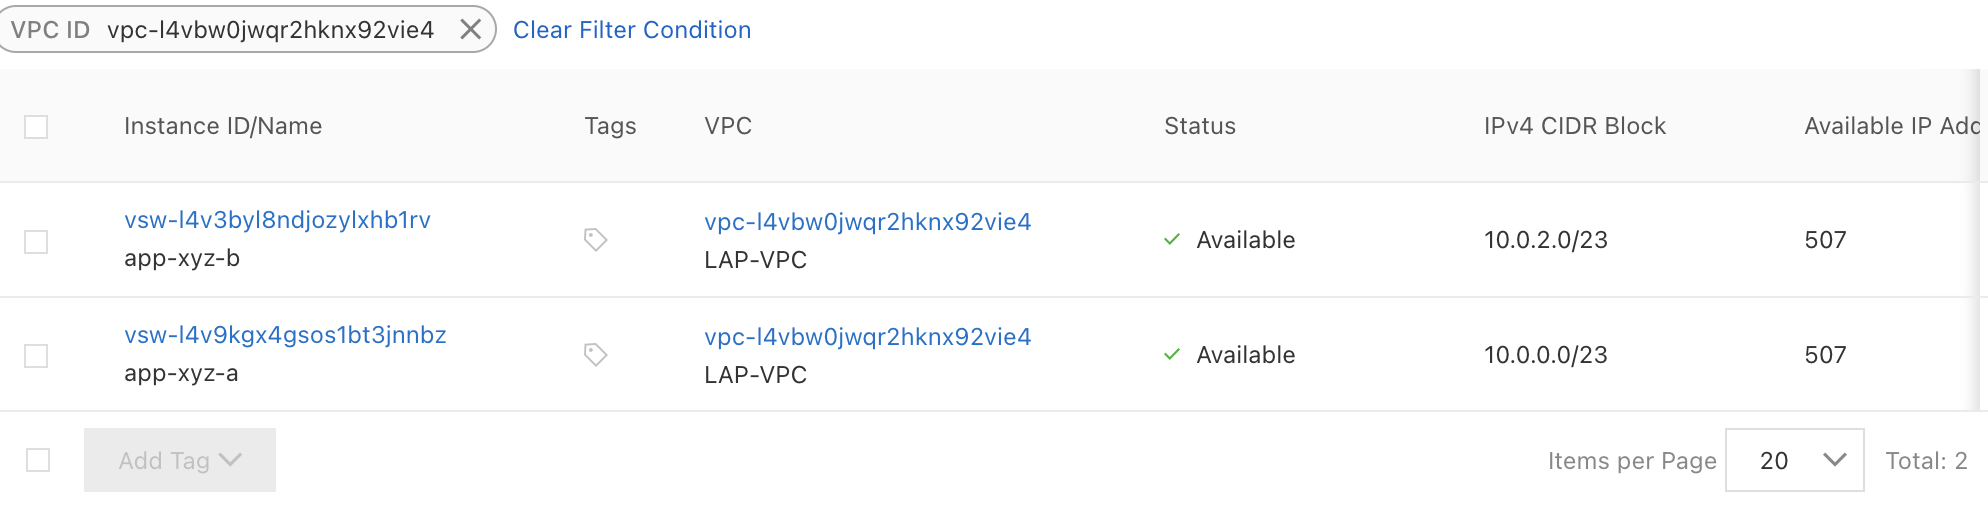 VPC ID vpc-l4vbw0jwqr2hknx92vie4 Clear Filter Condition
Instance ID/Name Tags VPC Status IPv4 CIDR Block Available IP Add
vsw-l4v3byl8ndjozylxhb1rv vpc-l4vbw0jwqr2hknx92vie4 Available 10.0.2.0/23 507
app-xyz-b LAP-VPC
vsw-l4v9kgx4gsos1bt3jnnbz vpc-l4vbw0jwqr2hknx92vie4 Available 10.0.0.0/23 507
app-xyz-a LAP-VPC
Add Tag Items per Page 20 Total: 2